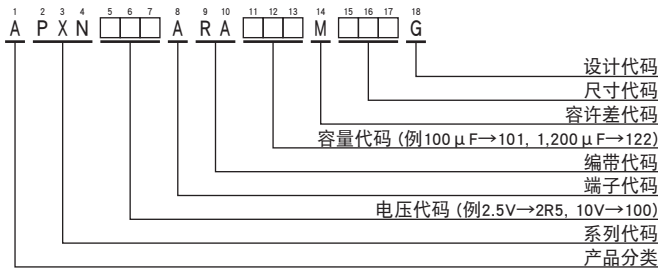 1 2 3 4 5 6 7 8 9 10 11 12 13 14 15 16 17 18
A P X N □□□ A R A □□□ M □□□ G
设计代码
尺寸代码
容许差代码
容量代码 (例100μF→101, 1,200μF→122)
编带代码
端子代码
电压代码 (例2.5V→2R5, 10V→100)
系列代码
产品分类